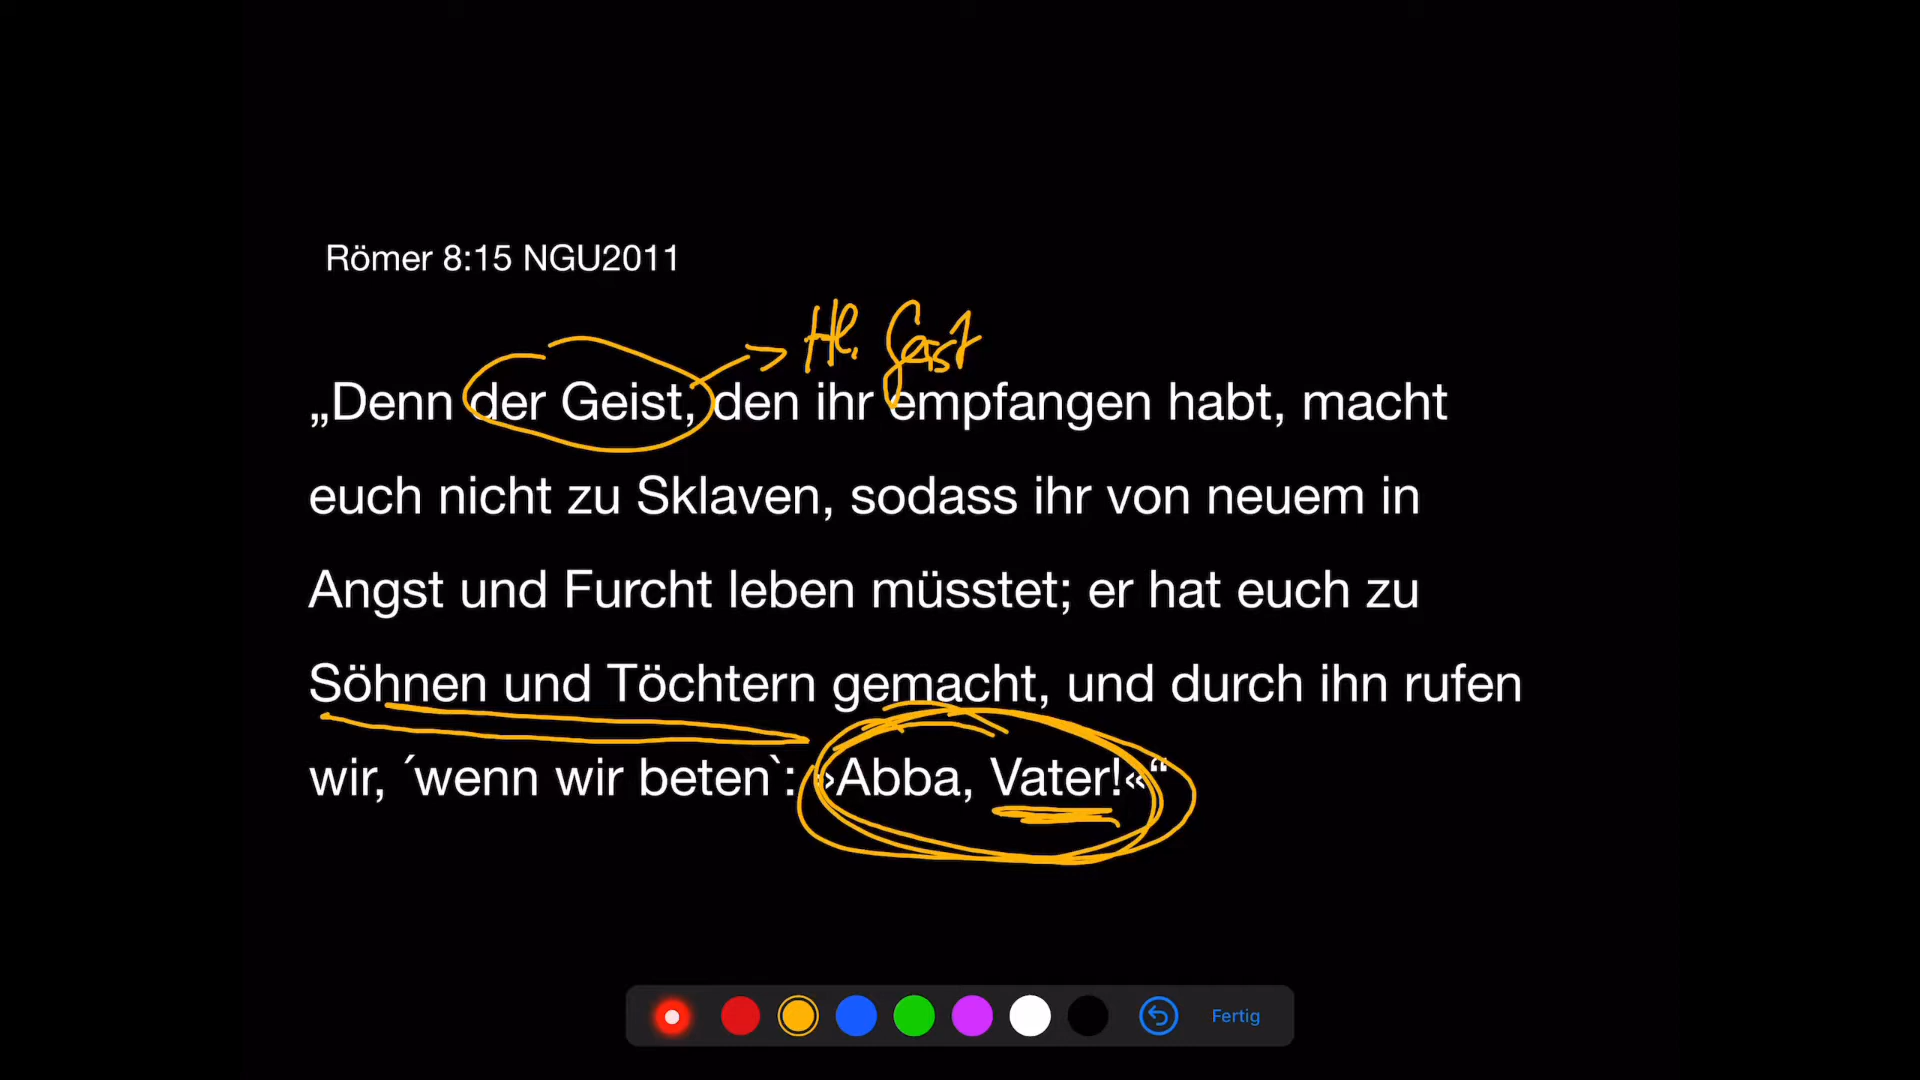 Römer 8:15 NGU2011
Hl. Geist
„Denn der Geist, den ihr empfangen habt, macht
euch nicht zu Sklaven, sodass ihr von neuem in
Angst und Furcht leben müsstet; er hat euch zu
Söhnen und Töchtern gemacht, und durch ihn rufen
wir, ´wenn wir beten`: ›Abba, Vater!«“
Fertig